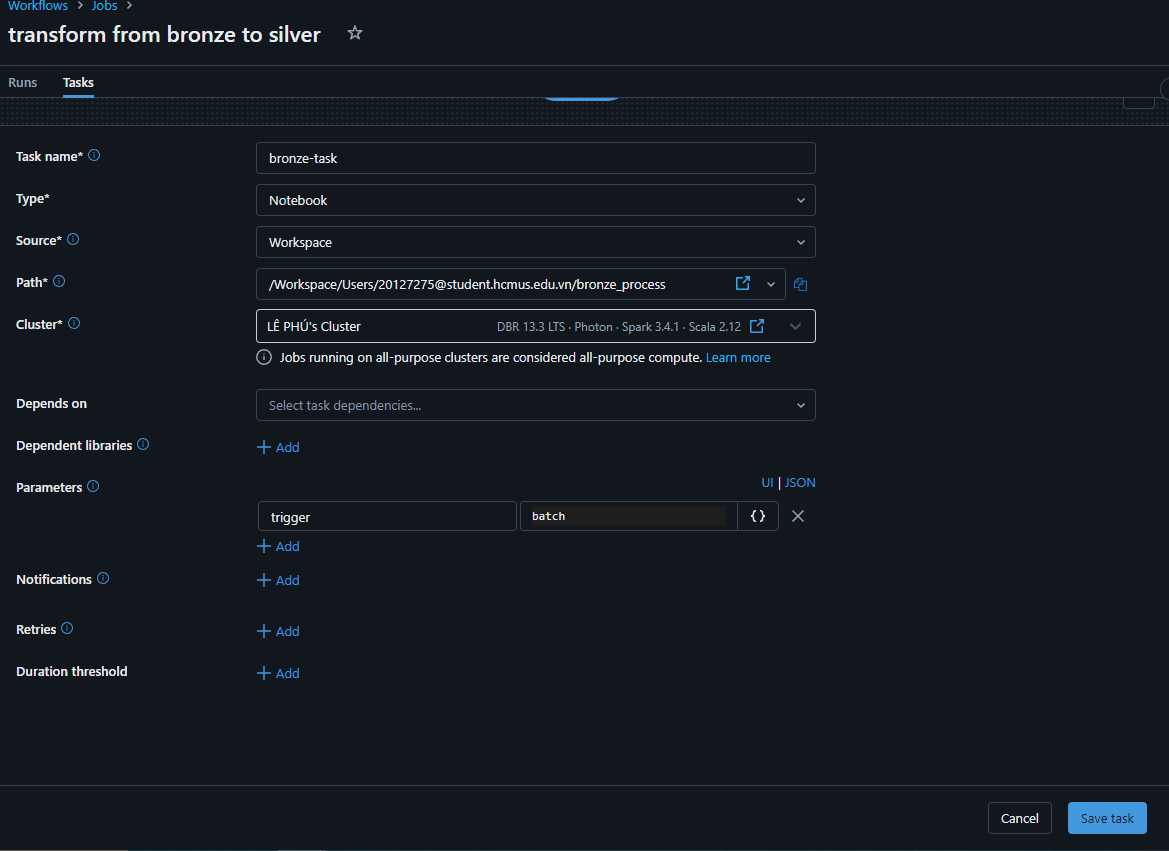 Workflows > Jobs >
transform from bronze to silver
Runs Tasks
Task name* bronze-task
Type* Notebook
Source* Workspace
Path* /Workspace/Users/20127275@student.hcmus.edu.vn/bronze_process
Cluster* LÊ PHÚ's Cluster DBR 13.3 LTS · Photon · Spark 3.4.1 · Scala 2.12
Jobs running on all-purpose clusters are considered all-purpose compute. Learn more
Depends on Select task dependencies...
Dependent libraries + Add
Parameters UI | JSON
trigger batch {}
+ Add
Notifications + Add
Retries + Add
Duration threshold + Add
Cancel Save task